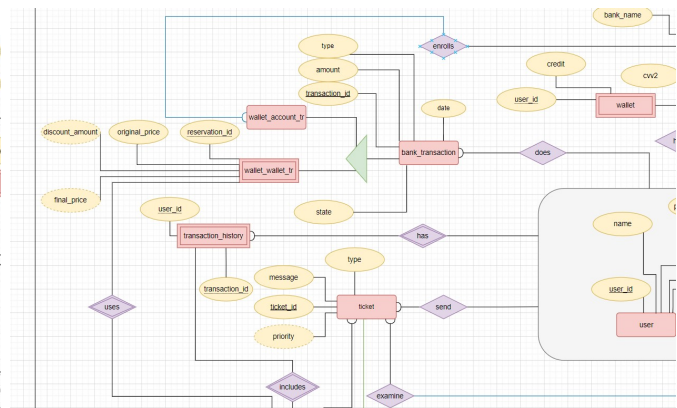 bank_name
type
enrolls
credit
amount
cvv2
transaction_id
user_id
wallet
date
wallet_account_tr
discount_amount
original_price
reservation_id
bank_transaction
does
wallet_wallet_tr
final_price
user_id
state
name
transaction_history
has
type
message
transaction_id
user_id
uses
ticket_id
ticket
send
user
priority
includes
examine